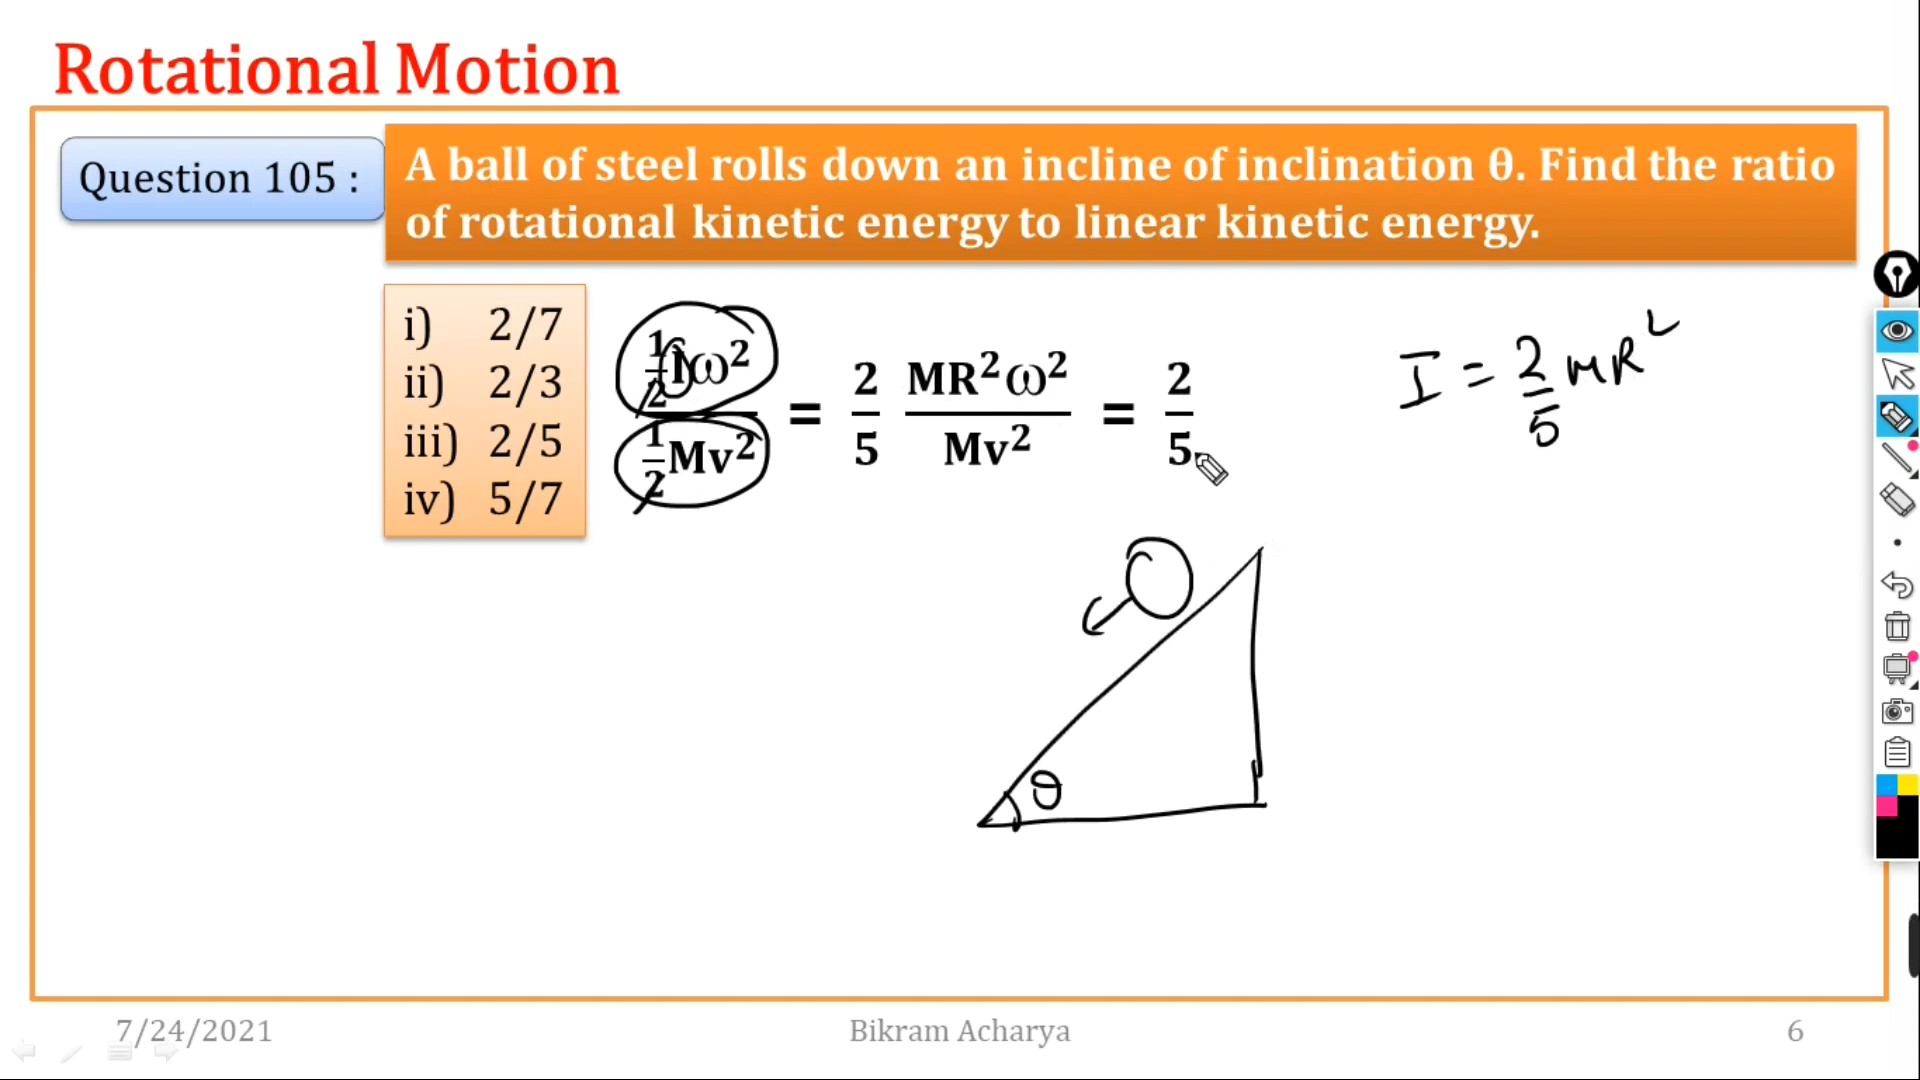 Rotational Motion
Question 105 :
A ball of steel rolls down an incline of inclination θ. Find the ratio
of rotational kinetic energy to linear kinetic energy.
i) 2/7
ii) 2/3
iii) 2/5
iv) 5/7
½Iω² / ½Mv² = 2/5 MR²ω² / Mv² = 2/5
I = 2/5 MR²
θ
7/24/2021
Bikram Acharya
6